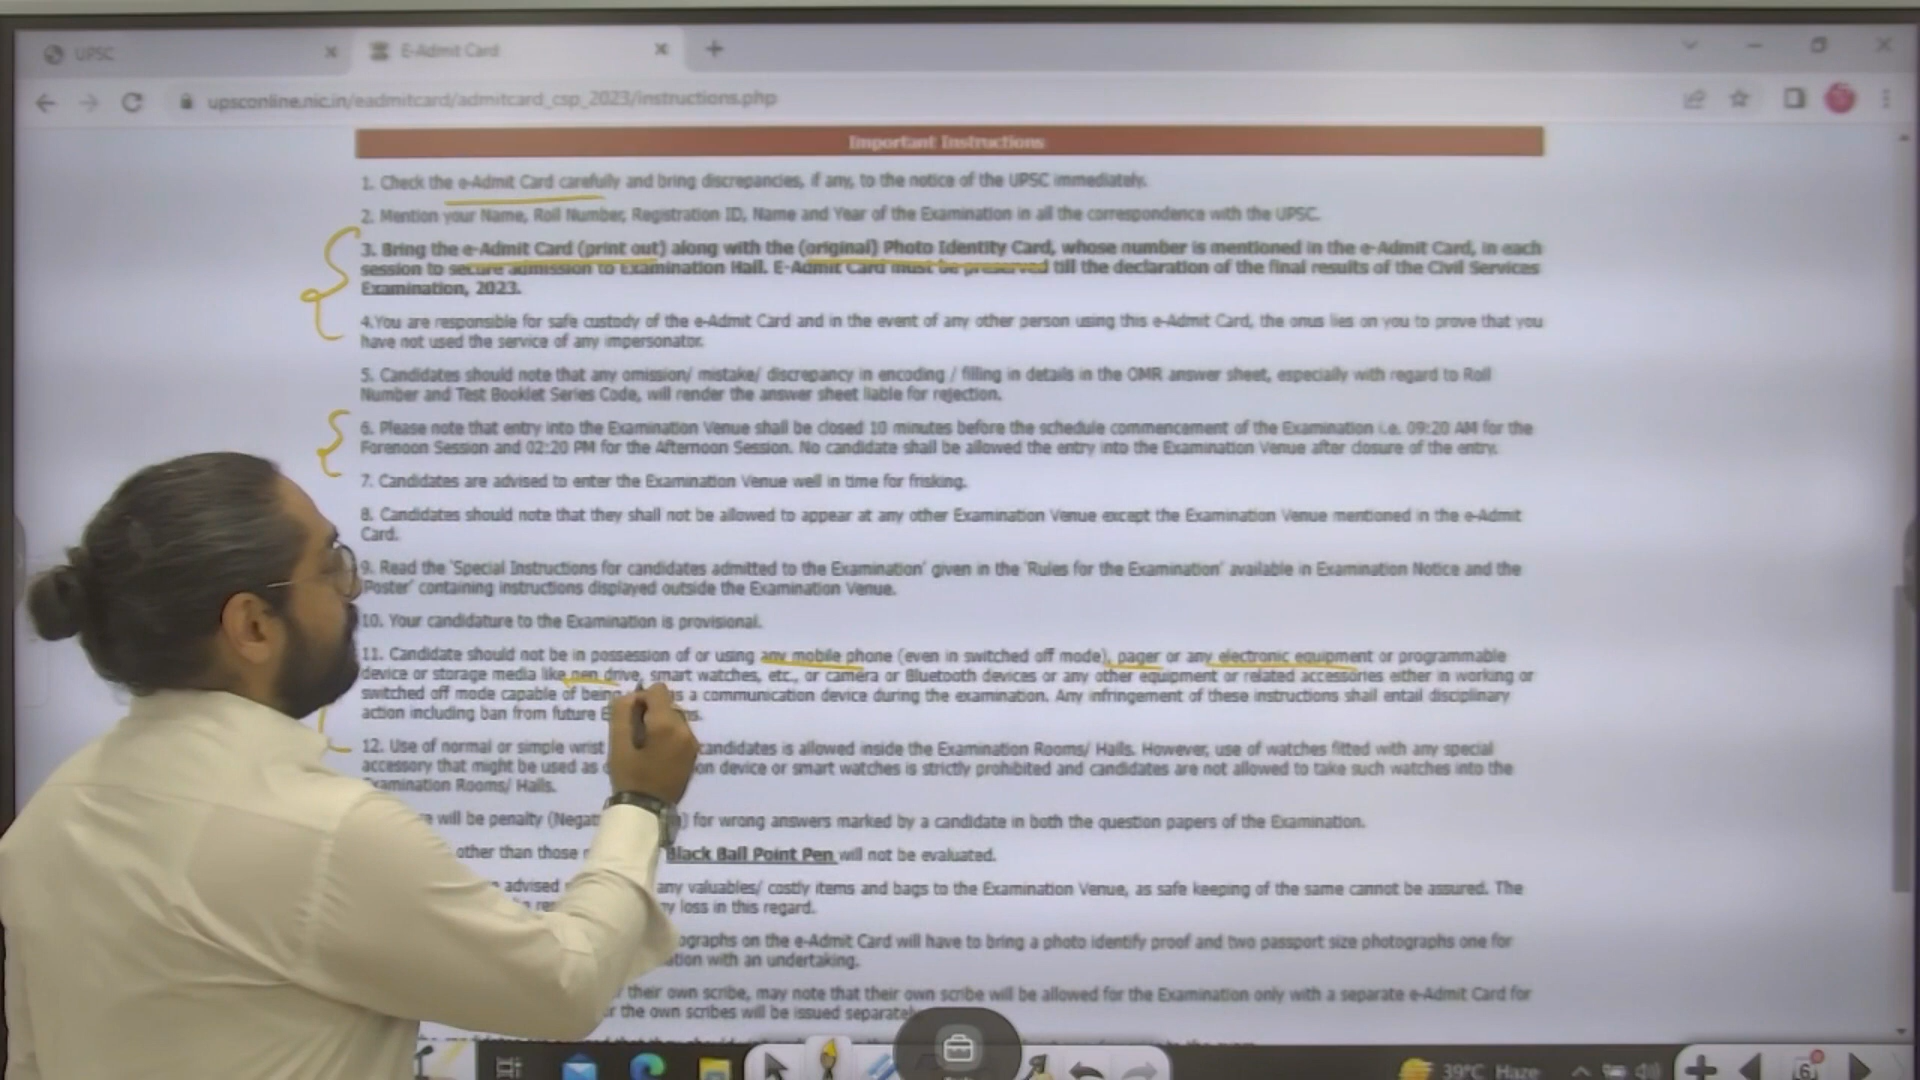 UPSC
E-Admit Card
upsconline.nic.in/eadmitcard/admitcard_csp_2023/instructions.php
Important Instructions
1. Check the e-Admit Card carefully and bring discrepancies, if any, to the notice of the UPSC immediately.
2. Mention your Name, Roll Number, Registration ID, Name and Year of the Examination in all the correspondence with the UPSC.
3. Bring the e-Admit Card (print out) along with the (original) Photo Identity Card, whose number is mentioned in the e-Admit Card, in each
session to secure admission to Examination Hall. E-Admit Card must be preserved till the declaration of the final results of the Civil Services
Examination, 2023.
4.You are responsible for safe custody of the e-Admit Card and in the event of any other person using this e-Admit Card, the onus lies on you to prove that you
have not used the service of any impersonator.
5. Candidates should note that any omission/ mistake/ discrepancy in encoding / filling in details in the OMR answer sheet, especially with regard to Roll
Number and Test Booklet Series Code, will render the answer sheet liable for rejection.
6. Please note that entry into the Examination Venue shall be closed 10 minutes before the schedule commencement of the Examination i.e. 09:20 AM for the
Forenoon Session and 02:20 PM for the Afternoon Session. No candidate shall be allowed the entry into the Examination Venue after closure of the entry.
7. Candidates are advised to enter the Examination Venue well in time for frisking.
8. Candidates should note that they shall not be allowed to appear at any other Examination Venue except the Examination Venue mentioned in the e-Admit
Card.
9. Read the 'Special Instructions for candidates admitted to the Examination' given in the 'Rules for the Examination' available in Examination Notice and the
'Poster' containing instructions displayed outside the Examination Venue.
10. Your candidature to the Examination is provisional.
11. Candidate should not be in possession of or using any mobile phone (even in switched off mode), pager or any electronic equipment or programmable
device or storage media like pen drive, smart watches, etc., or camera or Bluetooth devices or any other equipment or related accessories either in working or
switched off mode capable of being as a communication device during the examination. Any infringement of these instructions shall entail disciplinary
action including ban from future
12. Use of normal or simple wrist candidates is allowed inside the Examination Rooms/ Halls. However, use of watches fitted with any special
accessory that might be used as device or smart watches is strictly prohibited and candidates are not allowed to take such watches into the
Examination Rooms/ Halls.
will be penalty for wrong answers marked by a candidate in both the question papers of the Examination.
other than those Black Ball Point Pen will not be evaluated.
advised any valuables/ costly items and bags to the Examination Venue, as safe keeping of the same cannot be assured. The
loss in this regard.
on the e-Admit Card will have to bring a photo identify proof and two passport size photographs one for
with an undertaking.
their own scribe, may note that their own scribe will be allowed for the Examination only with a separate e-Admit Card for
the own scribes will be issued
39°C Haze
6